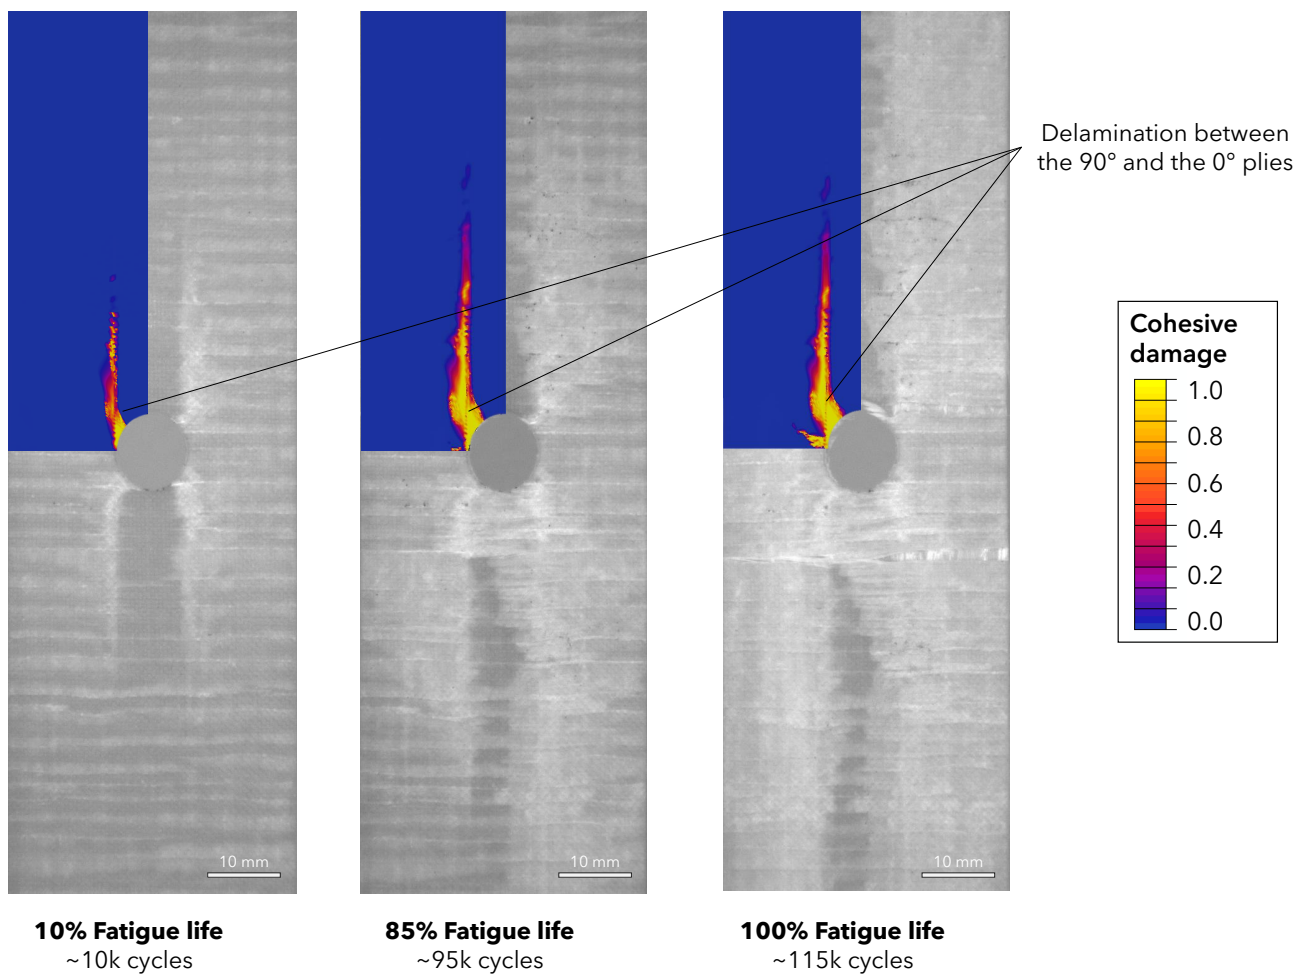 Delamination between
the 90° and the 0° plies
Cohesive
damage
1.0
0.8
0.6
0.4
0.2
0.0
10 mm
10 mm
10 mm
10% Fatigue life
~10k cycles
85% Fatigue life
~95k cycles
100% Fatigue life
~115k cycles